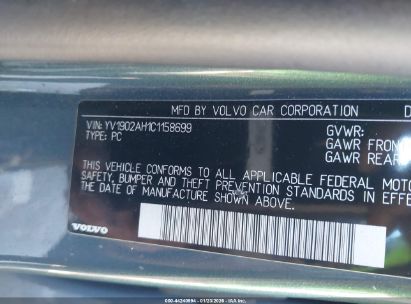 MFD BY VOLVO CAR CORPORATION
VIN: YV1902AH1C1158699
TYPE: PC
GVWR:
GAWR FRON
GAWR REAR
THIS VEHICLE CONFORMS TO ALL APPLICABLE FEDERAL MOTO
SAFETY, BUMPER AND THEFT PREVENTION STANDARDS IN EFFE
THE DATE OF MANUFACTURE SHOWN ABOVE.
VOLVO